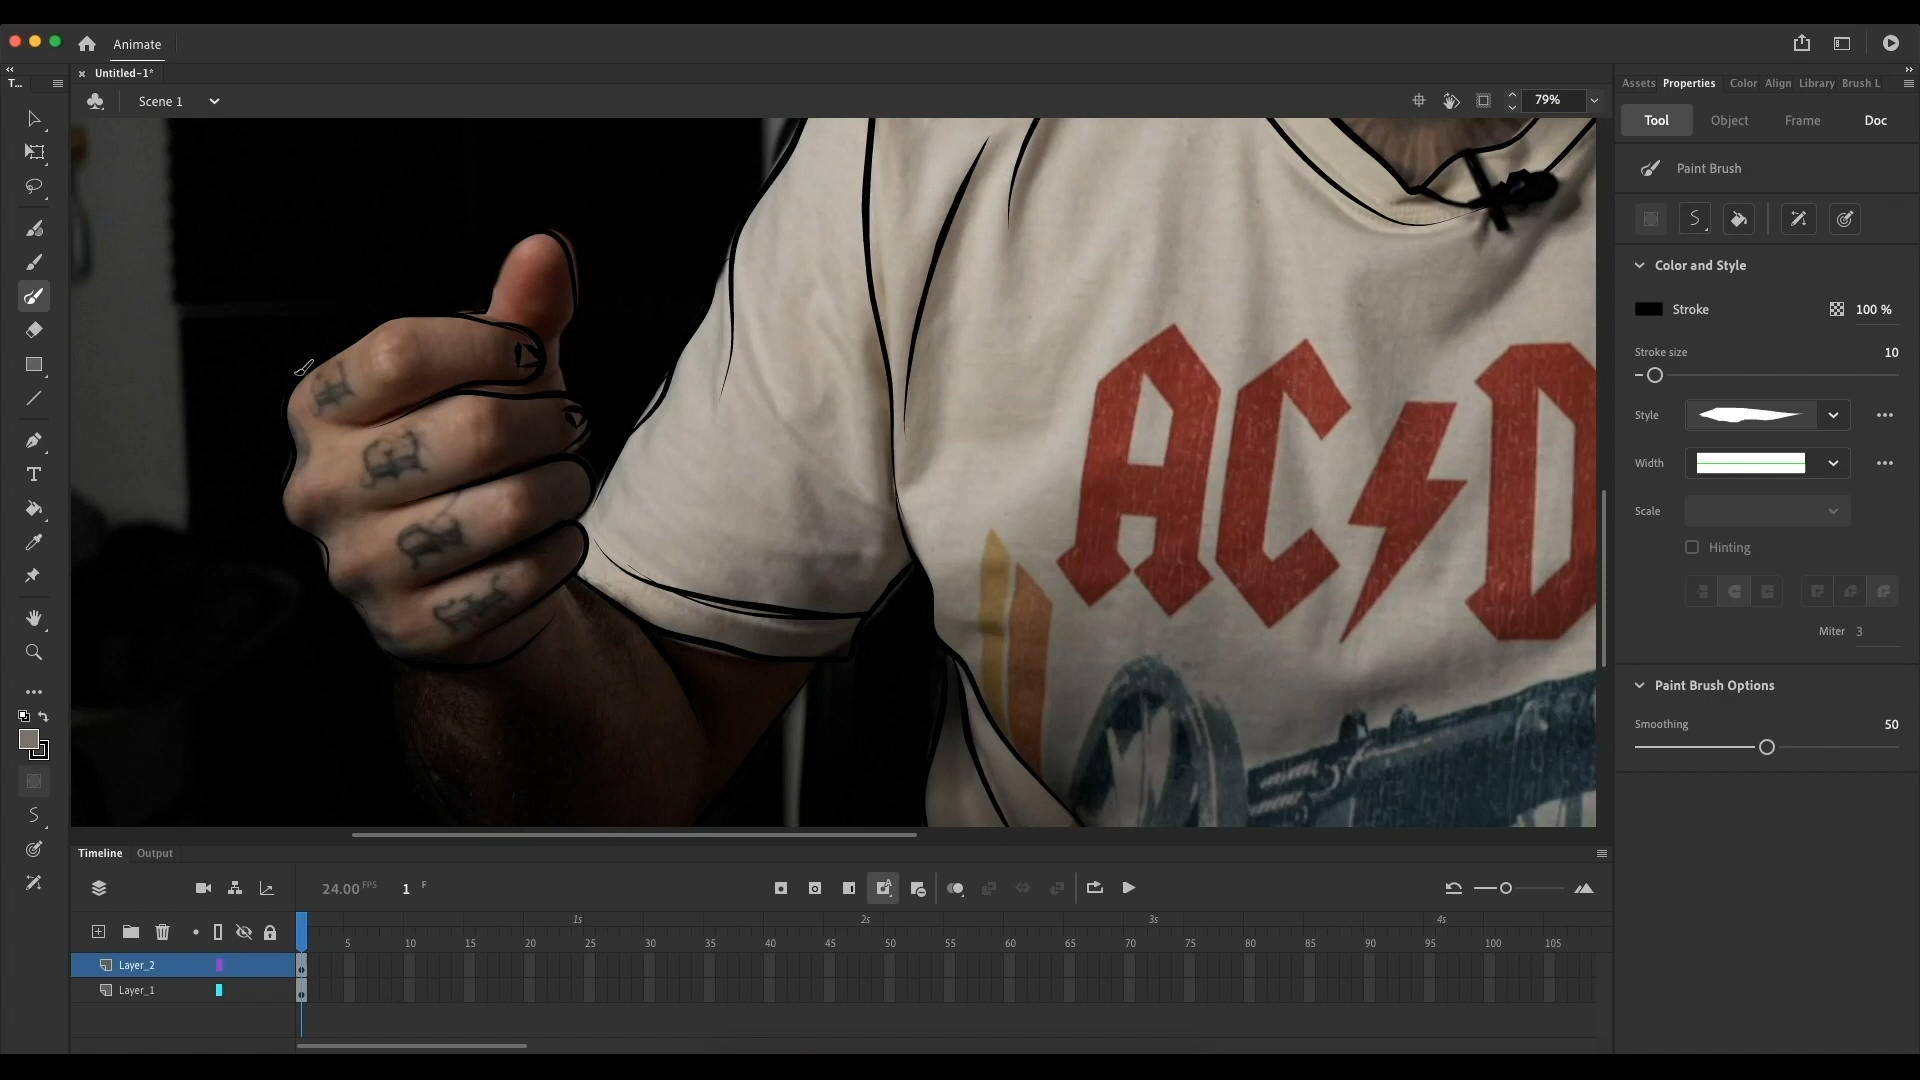 Animate
T...
Untitled-1*
Scene 1
79%
Assets Properties Color Align Library Brush L
Tool Object Frame Doc
Paint Brush
Color and Style
Stroke 100 %
Stroke size 10
Style
Width
Scale
Hinting
Miter 3
Paint Brush Options
Smoothing 50
AC D
Timeline Output
24.00 FPS 1 F
1s 2s 3s 4s
5 10 15 20 25 30 35 40 45 50 55 60 65 70 75 80 85 90 95 100 105
Layer_2
Layer_1